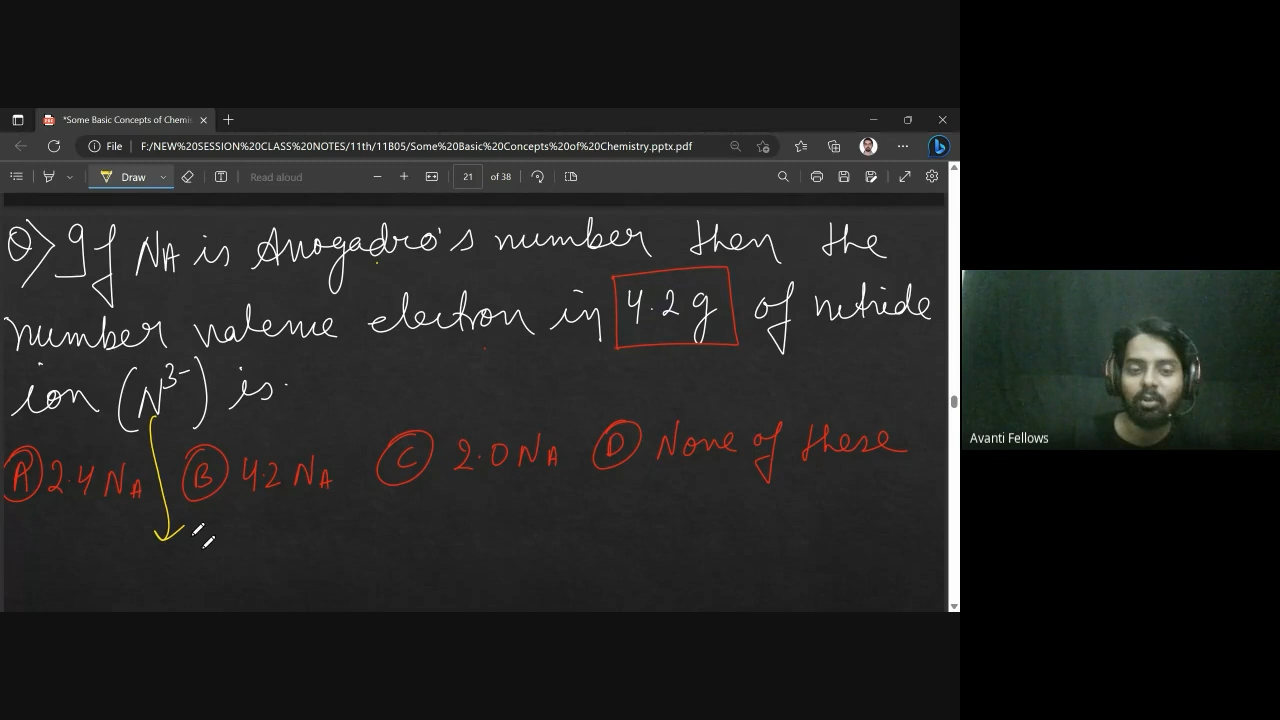 *Some Basic Concepts of Chemis
File F:/NEW%20SESSION%20CLASS%20NOTES/11th/11B05/Some%20Basic%20Concepts%20of%20Chemistry.pptx.pdf
Draw Read aloud 21 of 38
Q> If NA is Avogadro's number then the
number valence electron in 4.2 g of nitride
ion (N3-) is.
(A) 2.4 NA (B) 4.2 NA (C) 2.0 NA (D) None of these
Avanti Fellows